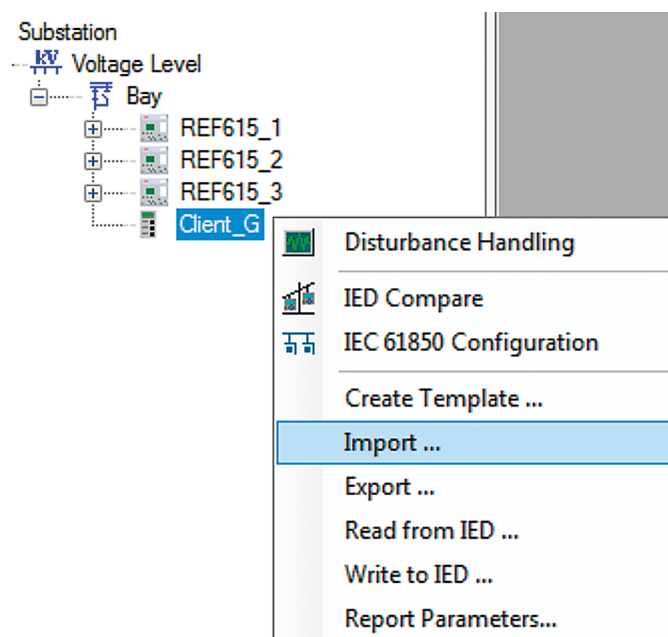 Substation
KV Voltage Level
Bay
REF615_1
REF615_2
REF615_3
Client_G
Disturbance Handling
IED Compare
IEC 61850 Configuration
Create Template ...
Import ...
Export ...
Read from IED ...
Write to IED ...
Report Parameters...